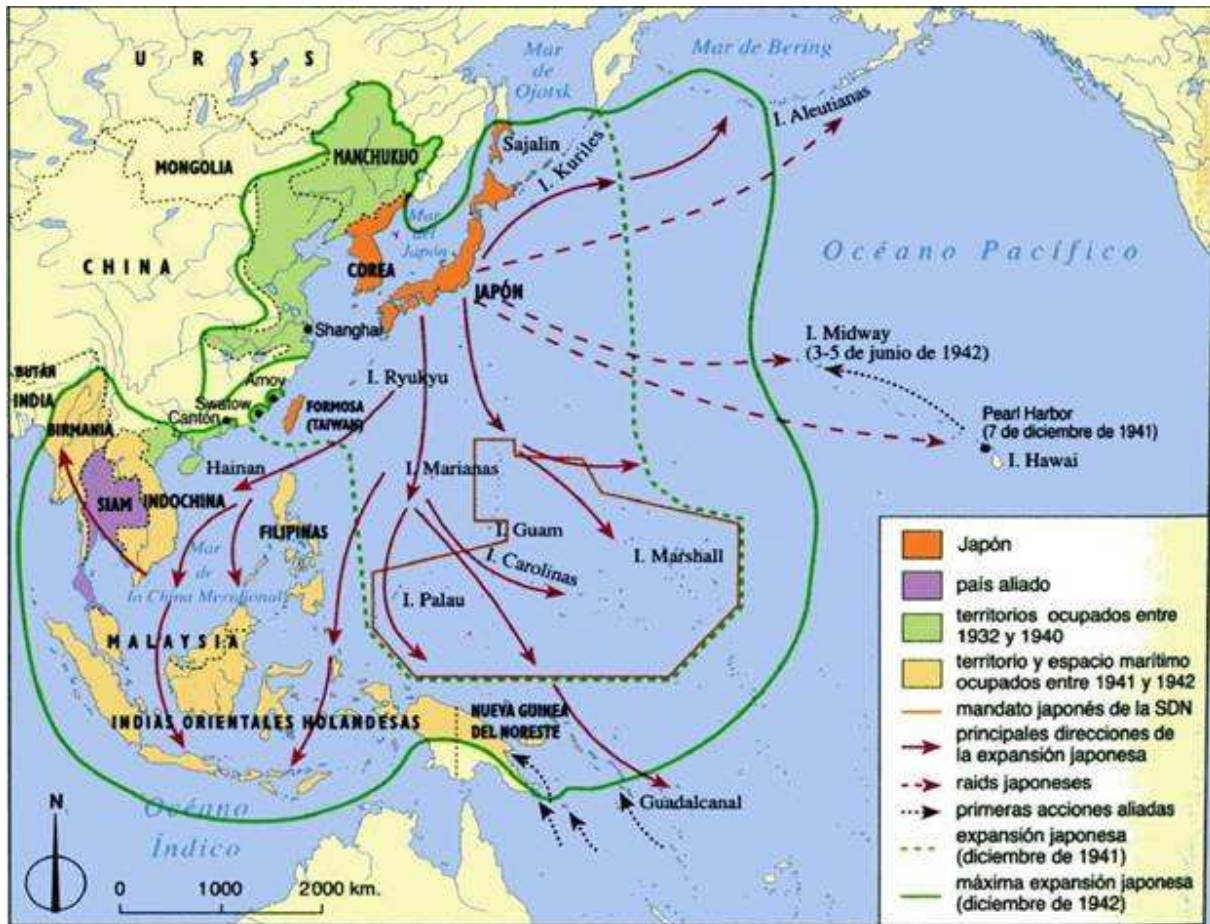 Mar de Bering
Mar
de
Ojotsk
U R S S
I. Aleutianas
Sajalin
I. Kuriles
MANCHUKUO
MONGOLIA
Mar
del
Japón
Océano Pacífico
CHINA
COREA
JAPÓN
Shanghai
I. Midway
(3-5 de junio de 1942)
BUTÁN
INDIA
I. Ryukyu
Amoy
Swatow
Cantón
FORMOSA
(TAIWAN)
Pearl Harbor
(7 de diciembre de 1941)
I. Hawai
BIRMANIA
Hainan
I. Marianas
SIAM
INDOCHINA
FILIPINAS
I. Guam
I. Marshall
I. Carolinas
Mar
de
la China Meridional
I. Palau
MALAYSIA
INDIAS ORIENTALES HOLANDESAS
NUEVA GUINEA
DEL NORESTE
Guadalcanal
Océano
Índico
N
0 1000 2000 km.
Japón
país aliado
territorios ocupados entre
1932 y 1940
territorio y espacio marítimo
ocupados entre 1941 y 1942
mandato japonés de la SDN
principales direcciones de
la expansión japonesa
raids japoneses
primeras acciones aliadas
expansión japonesa
(diciembre de 1941)
máxima expansión japonesa
(diciembre de 1942)